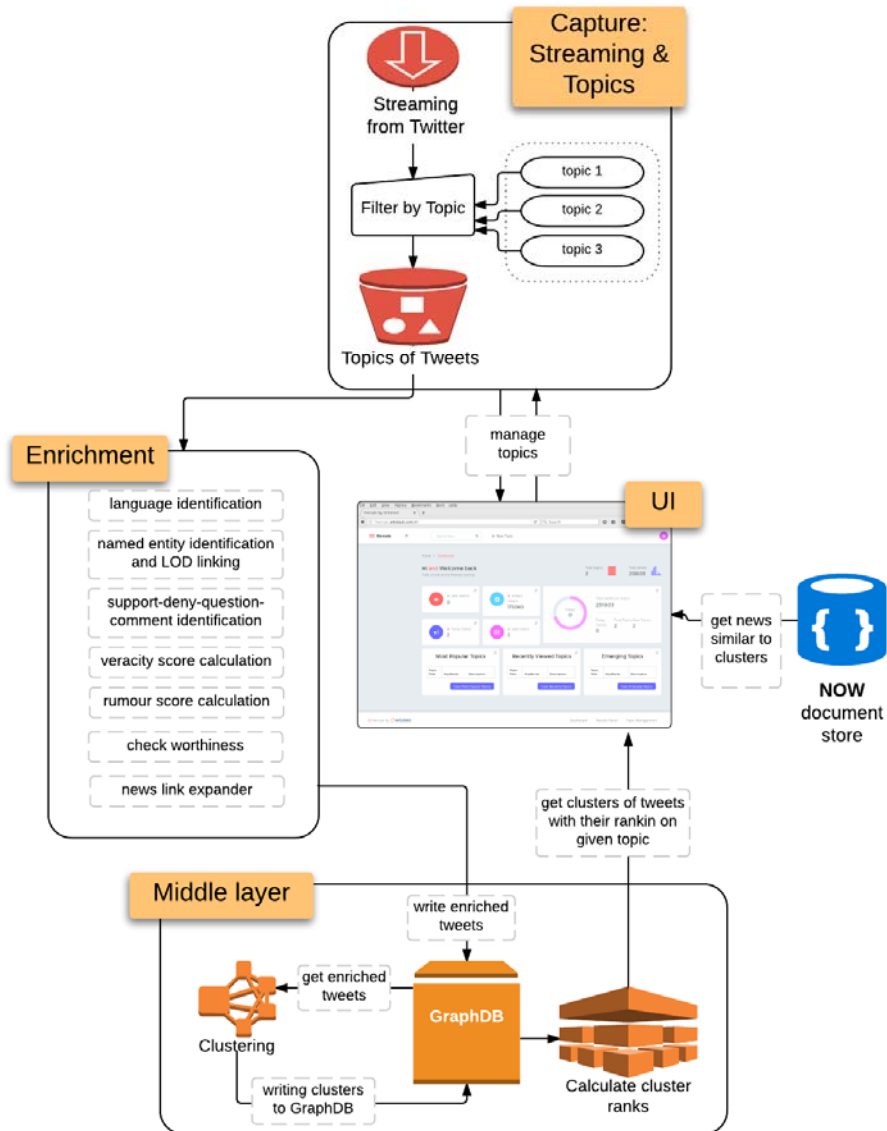 Capture:
Streaming &
Topics
Streaming
from Twitter
Filter by Topic
topic 1
topic 2
topic 3
Topics of Tweets
manage
topics
Enrichment
language identification
named entity identification
and LOD linking
support-deny-question-
comment identification
veracity score calculation
rumour score calculation
check worthiness
news link expander
UI
Welcome back
Most Popular Topics
Recently Viewed Topics
Emerging Topics
get news
similar to
clusters
{ }
NOW
document
store
get clusters of tweets
with their rankin on
given topic
Middle layer
write enriched
tweets
get enriched
tweets
GraphDB
Clustering
writing clusters
to GraphDB
Calculate cluster
ranks